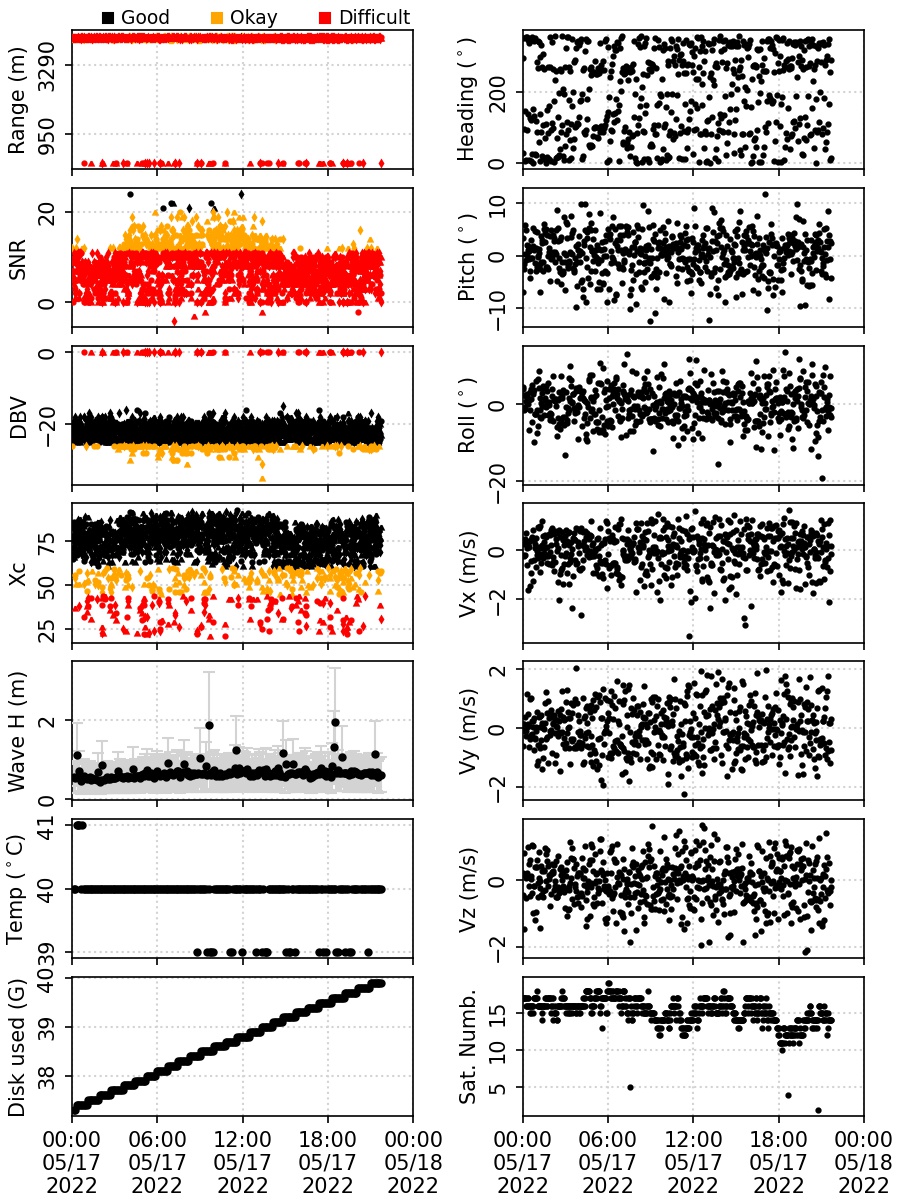 Good Okay Difficult
Range (m)
3290
950
Heading (°)
200
0
SNR
20
0
Pitch (°)
10
0
−10
DBV
0
−20
Roll (°)
0
−20
Xc
75
50
25
Vx (m/s)
0
−2
Wave H (m)
2
0
Vy (m/s)
2
0
−2
Temp (°C)
41
40
39
Vz (m/s)
0
−2
Disk used (G)
40
39
38
Sat. Numb.
15
10
5
00:00 06:00 12:00 18:00 00:00
05/17 05/17 05/17 05/17 05/18
2022 2022 2022 2022 2022
00:00 06:00 12:00 18:00 00:00
05/17 05/17 05/17 05/17 05/18
2022 2022 2022 2022 2022